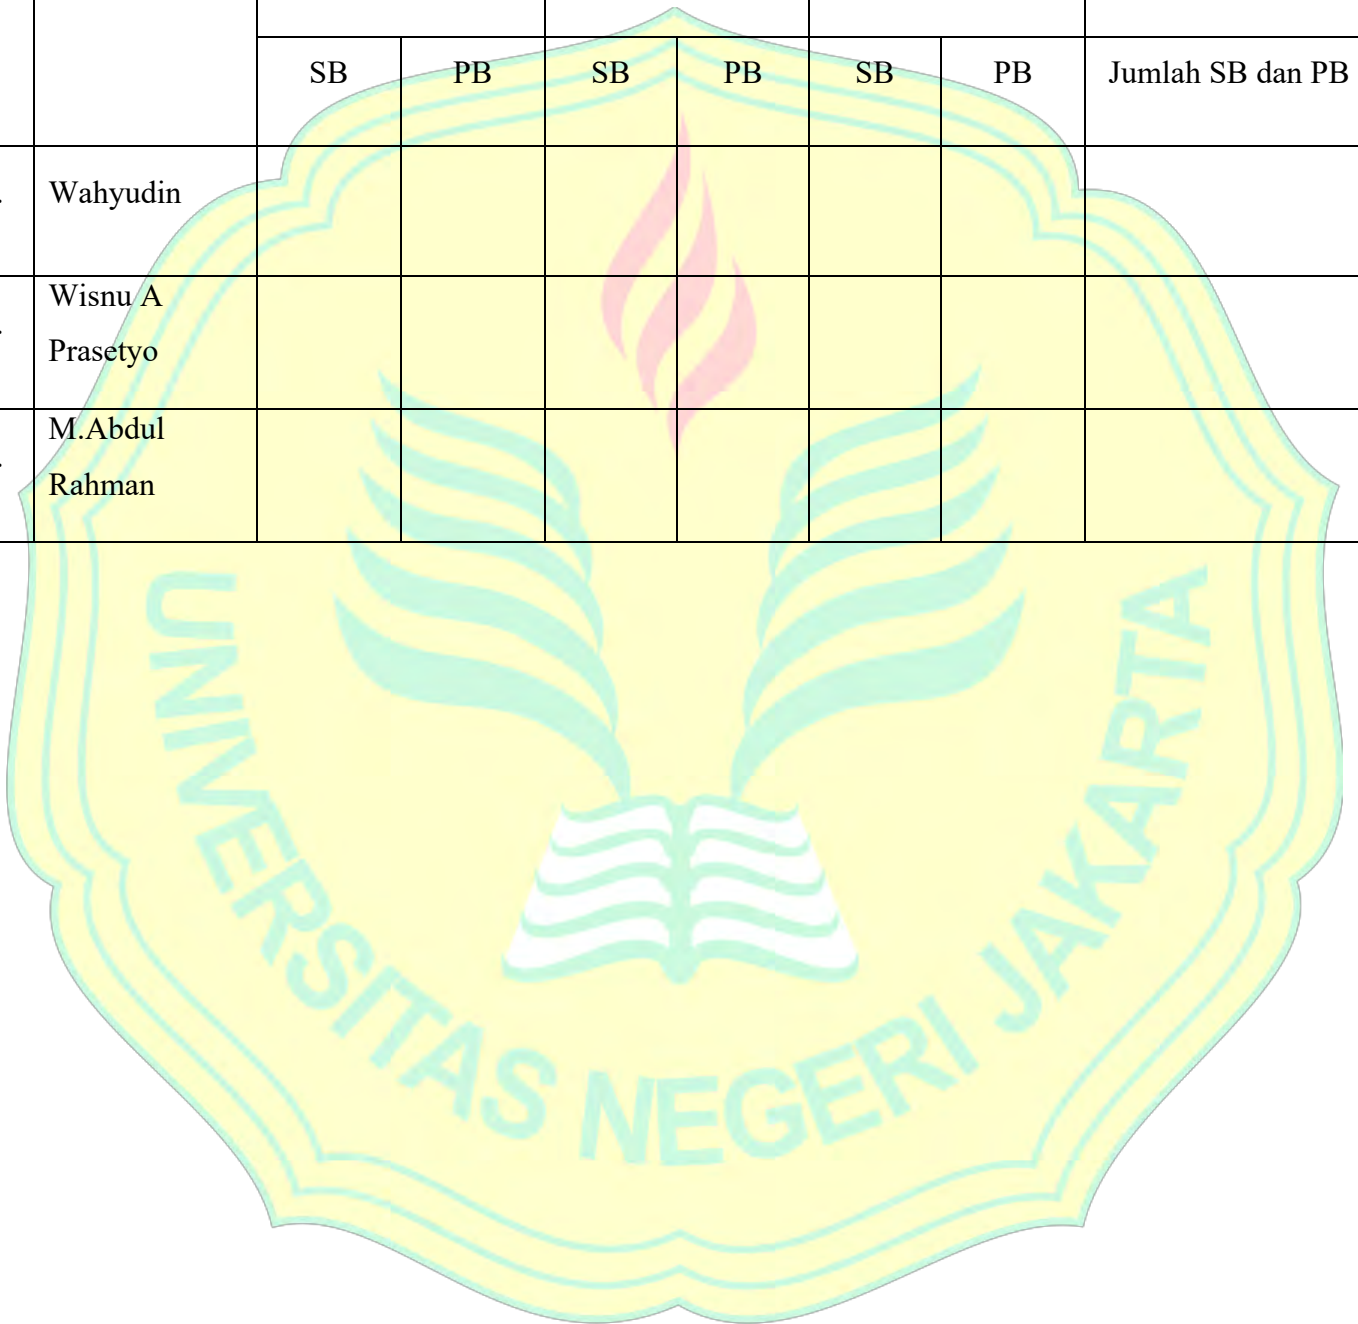 SB PB SB PB SB PB Jumlah SB dan PB
. Wahyudin
Wisnu A
.
Prasetyo
M.Abdul
.
Rahman
UNIVERSITAS NEGERI JAKARTA